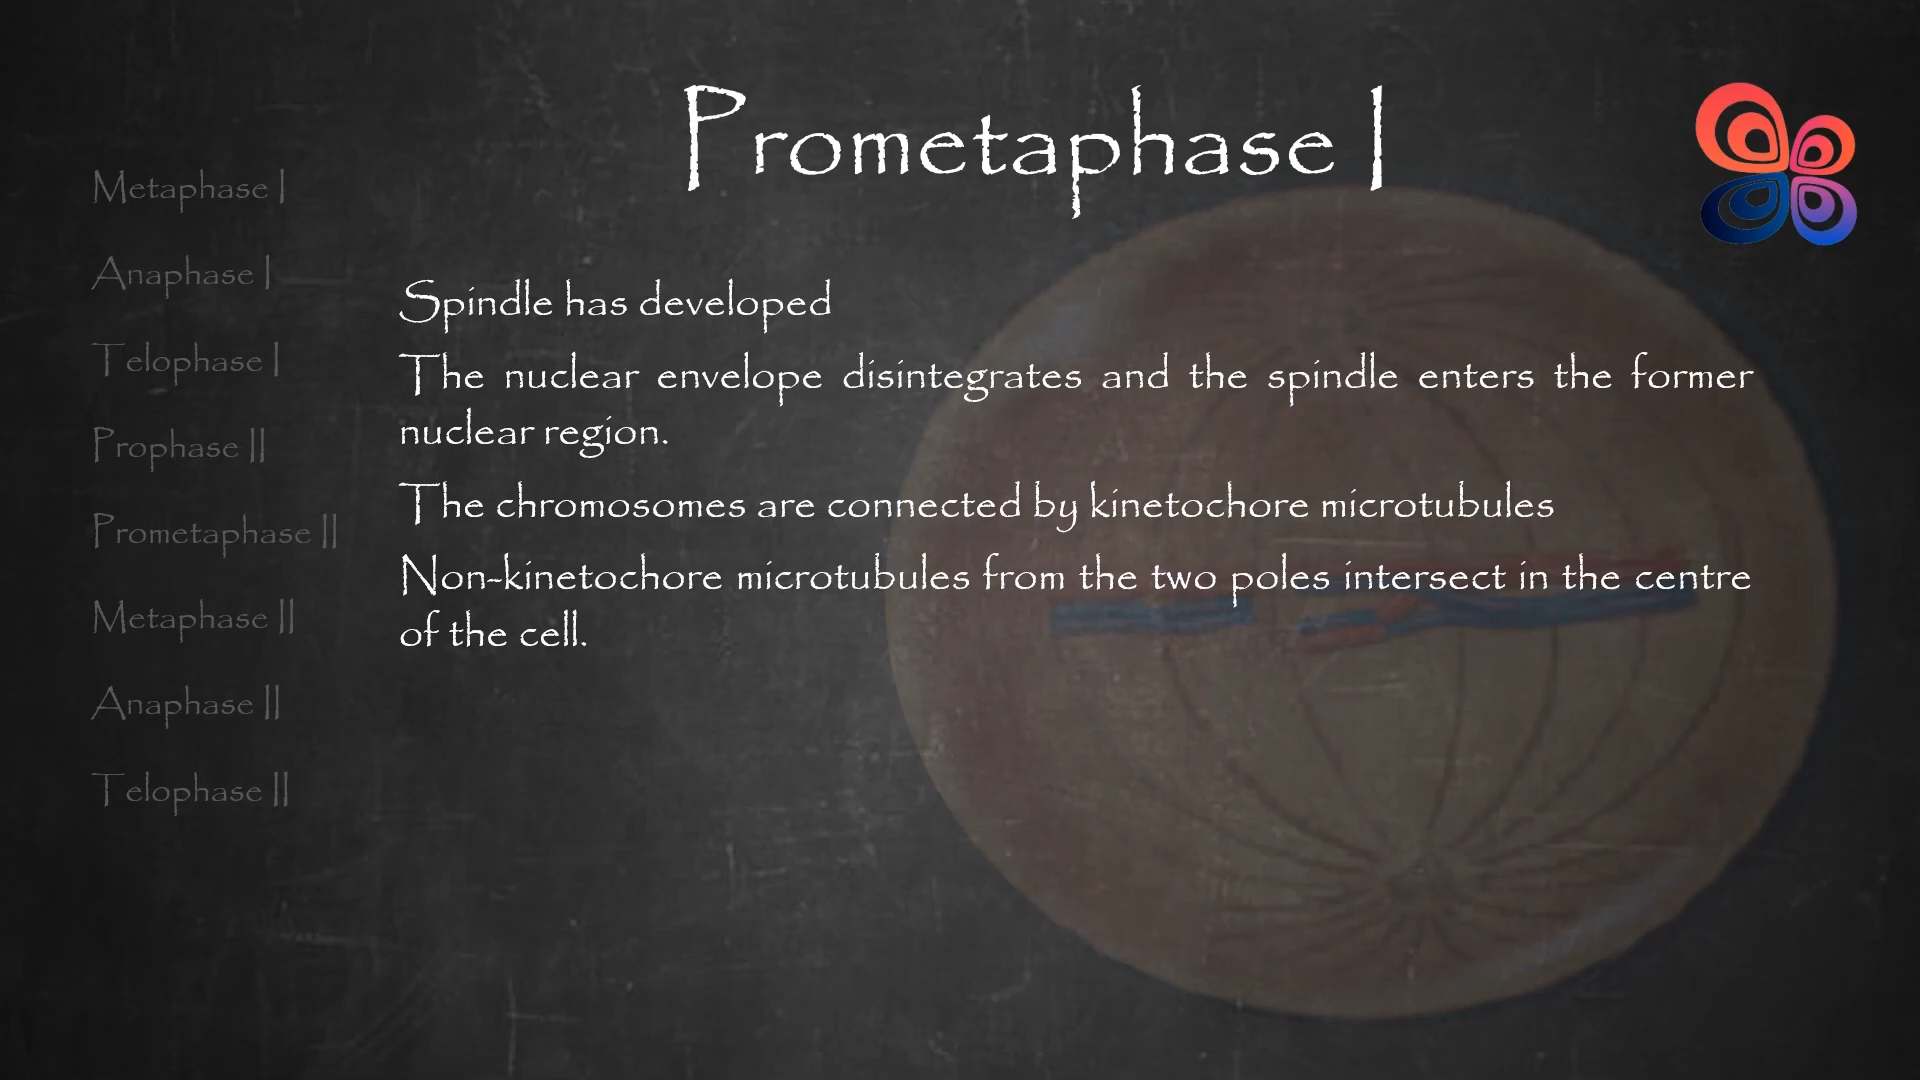 Prometaphase I
Metaphase I
Anaphase I
Telophase I
Prophase II
Prometaphase II
Metaphase II
Anaphase II
Telophase II
Spindle has developed
The nuclear envelope disintegrates and the spindle enters the former
nuclear region.
The chromosomes are connected by kinetochore microtubules
Non-kinetochore microtubules from the two poles intersect in the centre
of the cell.